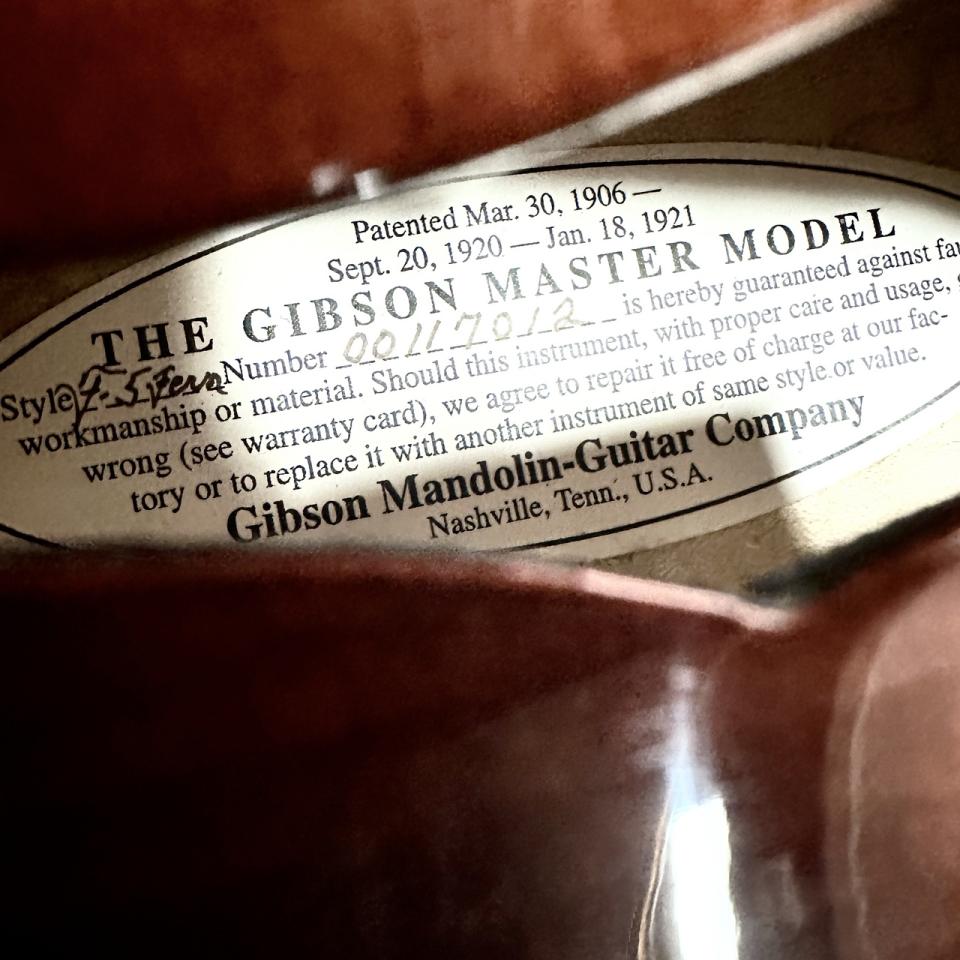 Patented Mar. 30, 1906 —
Sept. 20, 1920 — Jan. 18, 1921
THE GIBSON MASTER MODEL
Style F-5 Fern Number 00117012 is hereby guaranteed against
workmanship or material. Should this instrument, with proper care and usage,
wrong (see warranty card), we agree to repair it free of charge at our fac-
tory or to replace it with another instrument of same style or value.
Gibson Mandolin-Guitar Company
Nashville, Tenn., U.S.A.